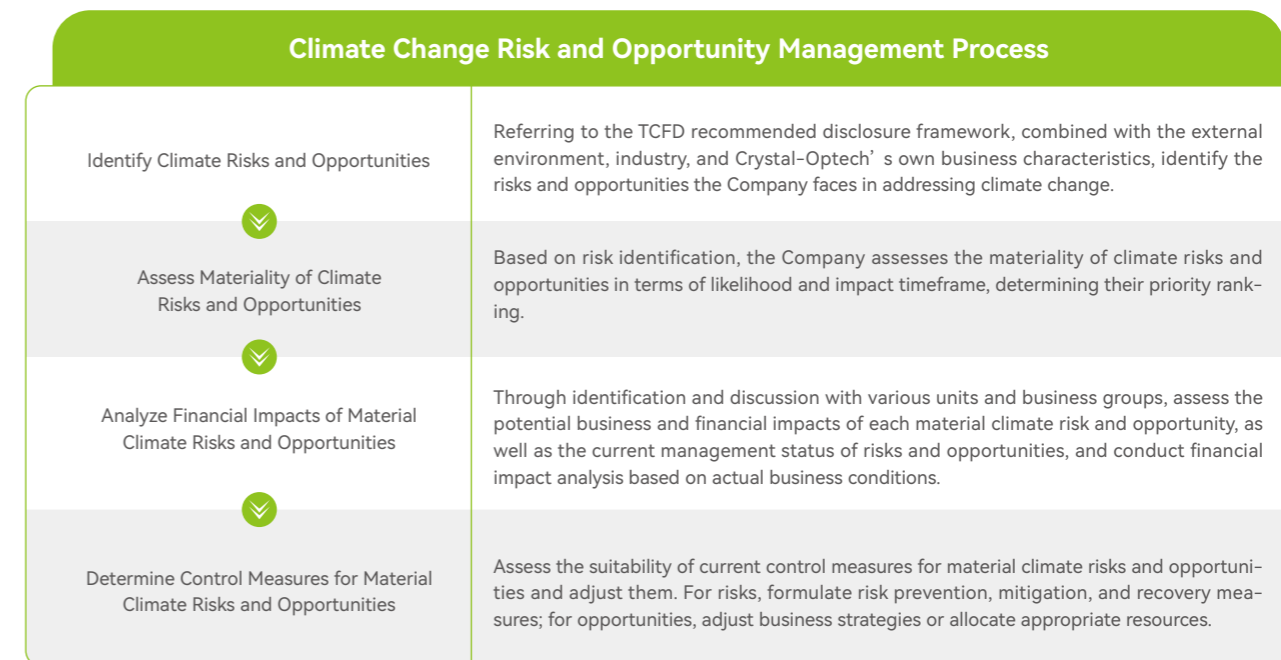 Climate Change Risk and Opportunity Management Process
Identify Climate Risks and Opportunities
Referring to the TCFD recommended disclosure framework, combined with the external
environment, industry, and Crystal-Optech’ s own business characteristics, identify the
risks and opportunities the Company faces in addressing climate change.
Assess Materiality of Climate
Risks and Opportunities
Based on risk identification, the Company assesses the materiality of climate risks and
opportunities in terms of likelihood and impact timeframe, determining their priority rank-
ing.
Analyze Financial Impacts of Material
Climate Risks and Opportunities
Through identification and discussion with various units and business groups, assess the
potential business and financial impacts of each material climate risk and opportunity, as
well as the current management status of risks and opportunities, and conduct financial
impact analysis based on actual business conditions.
Determine Control Measures for Material
Climate Risks and Opportunities
Assess the suitability of current control measures for material climate risks and opportuni-
ties and adjust them. For risks, formulate risk prevention, mitigation, and recovery mea-
sures; for opportunities, adjust business strategies or allocate appropriate resources.